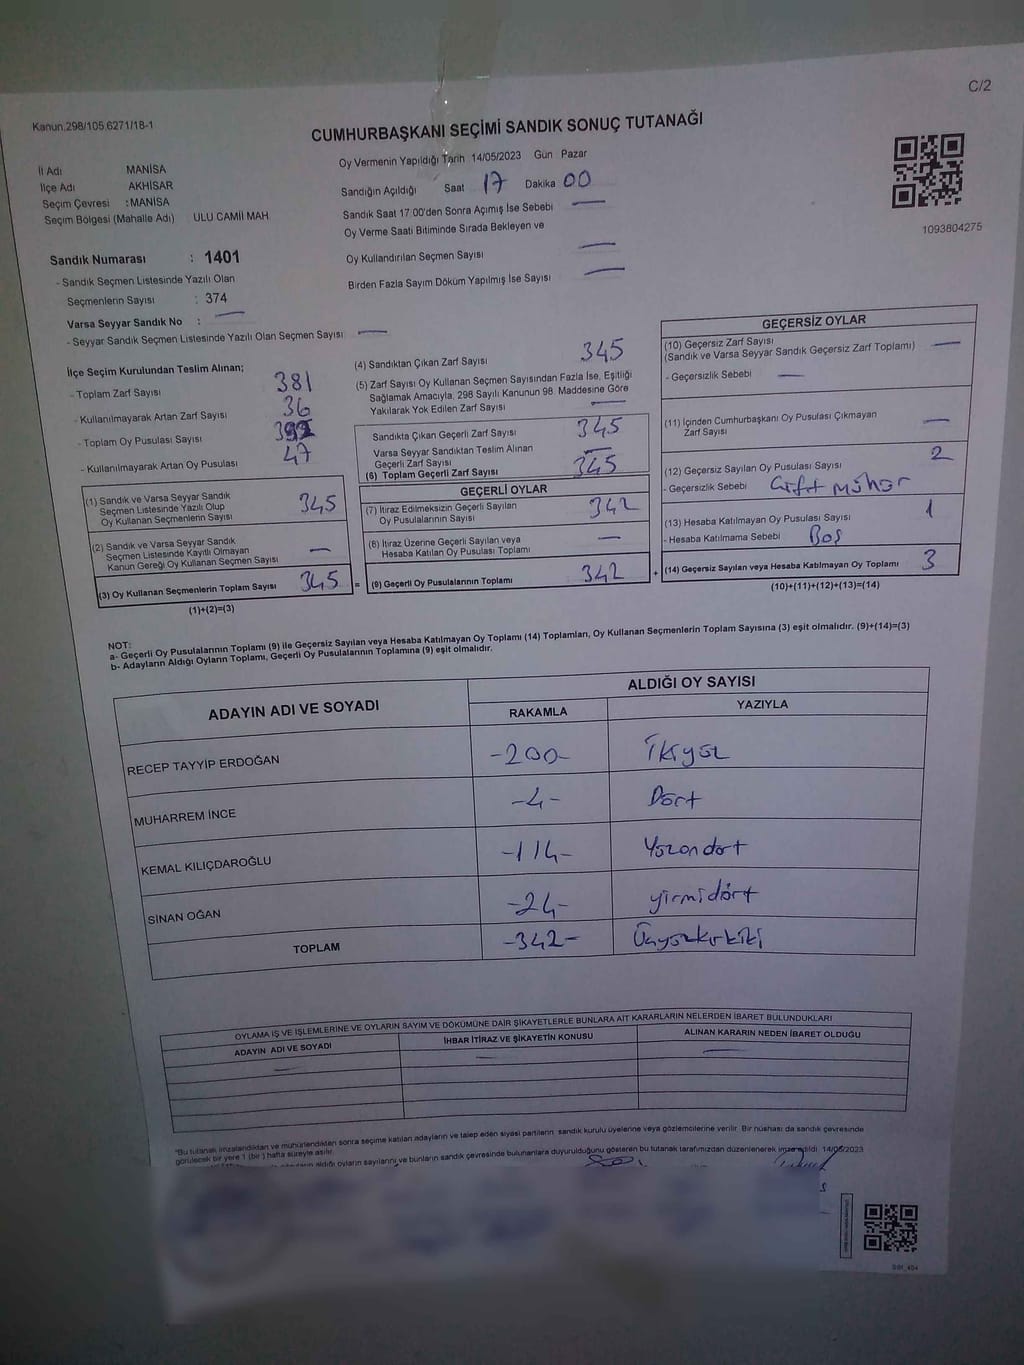 C/2
Kanun.298/105,6271/18-1
CUMHURBAŞKANI SEÇİMİ SANDIK SONUÇ TUTANAĞI
İl Adı MANİSA
İlçe Adı AKHİSAR
Seçim Çevresi : MANİSA
Seçim Bölgesi (Mahalle Adı) ULU CAMİİ MAH
Oy Vermenin Yapıldığı Tarih 14/05/2023 Gün Pazar
Sandığın Açıldığı Saat 17 Dakika 00
Sandık Saat 17:00'den Sonra Açılmış İse Sebebi —
Oy Verme Saati Bitiminde Sırada Bekleyen ve
Oy Kullandırılan Seçmen Sayısı —
Birden Fazla Sayım Döküm Yapılmış İse Sayısı —
1093804275
Sandık Numarası : 1401
- Sandık Seçmen Listesinde Yazılı Olan
Seçmenlerin Sayısı : 374
Varsa Seyyar Sandık No : —
- Seyyar Sandık Seçmen Listesinde Yazılı Olan Seçmen Sayısı —
İlçe Seçim Kurulundan Teslim Alınan;
- Toplam Zarf Sayısı 381
- Kullanılmayarak Artan Zarf Sayısı 36
- Toplam Oy Pusulası Sayısı
- Kullanılmayarak Artan Oy Pusulası 47
(1) Sandık ve Varsa Seyyar Sandık
Seçmen Listesinde Yazılı Olup
Oy Kullanan Seçmenlerin Sayısı 345
(2) Sandık ve Varsa Seyyar Sandık
Seçmen Listesinde Kayıtlı Olmayan
Kanun Gereği Oy Kullanan Seçmen Sayısı —
(3) Oy Kullanan Seçmenlerin Toplam Sayısı 345 =
(1)+(2)=(3)
(4) Sandıktan Çıkan Zarf Sayısı 345
(5) Zarf Sayısı Oy Kullanan Seçmen Sayısından Fazla İse, Eşitliği
Sağlamak Amacıyla, 298 Sayılı Kanunun 98. Maddesine Göre
Yakılarak Yok Edilen Zarf Sayısı —
Sandıkta Çıkan Geçerli Zarf Sayısı 345
Varsa Seyyar Sandıktan Teslim Alınan
Geçerli Zarf Sayısı —
(6) Toplam Geçerli Zarf Sayısı 345
GEÇERLİ OYLAR
(7) İtiraz Edilmeksizin Geçerli Sayılan
Oy Pusulalarının Sayısı 342
(8) İtiraz Üzerine Geçerli Sayılan veya
Hesaba Katılan Oy Pusulası Toplamı —
(9) Geçerli Oy Pusulalarının Toplamı 342 +
GEÇERSİZ OYLAR
(10) Geçersiz Zarf Sayısı
(Sandık ve Varsa Seyyar Sandık Geçersiz Zarf Toplamı) —
- Geçersizlik Sebebi —
(11) İçinden Cumhurbaşkanı Oy Pusulası Çıkmayan
Zarf Sayısı —
(12) Geçersiz Sayılan Oy Pusulası Sayısı 2
- Geçersizlik Sebebi Çift mühür
(13) Hesaba Katılmayan Oy Pusulası Sayısı 1
- Hesaba Katılmama Sebebi Boş
(14) Geçersiz Sayılan veya Hesaba Katılmayan Oy Toplamı 3
(10)+(11)+(12)+(13)=(14)
NOT:
a- Geçerli Oy Pusulalarının Toplamı (9) ile Geçersiz Sayılan veya Hesaba Katılmayan Oy Toplamı (14) Toplamları, Oy Kullanan Seçmenlerin Toplam Sayısına (3) eşit olmalıdır. (9)+(14)=(3)
b- Adayların Aldığı Oyların Toplamı, Geçerli Oy Pusulalarının Toplamına (9) eşit olmalıdır.
ADAYIN ADI VE SOYADI ALDIĞI OY SAYISI
RAKAMLA YAZIYLA
RECEP TAYYİP ERDOĞAN -200- İkiyüz
MUHARREM İNCE -4- Dört
KEMAL KILIÇDAROĞLU -114- Yüzondört
SİNAN OĞAN -24- yirmidört
TOPLAM -342- Üçyüzkırkiki
OYLAMA İŞ VE İŞLEMLERİNE VE OYLARIN SAYIM VE DÖKÜMÜNE DAİR ŞİKAYETLERLE BUNLARA AİT KARARLARIN NELERDEN İBARET BULUNDUKLARI
ADAYIN ADI VE SOYADI İHBAR İTİRAZ VE ŞİKAYETİN KONUSU ALINAN KARARIN NEDEN İBARET OLDUĞU
— — —
"Bu tutanak imzalandıktan ve mühürlendikten sonra seçime katılan adayların ve talep eden siyasi partilerin sandık kurulu üyelerine veya gözlemcilerine verilir. Bir nüshası da sandık çevresinde
görülecek bir yere 1 (bir) hafta süreyle asılır.
aldığı oyların sayılarını ve bunların sandık çevresinde bulunanlara duyurulduğunu gösteren bu tutanak tarafımızdan düzenlenerek imza edildi. 14/05/2023